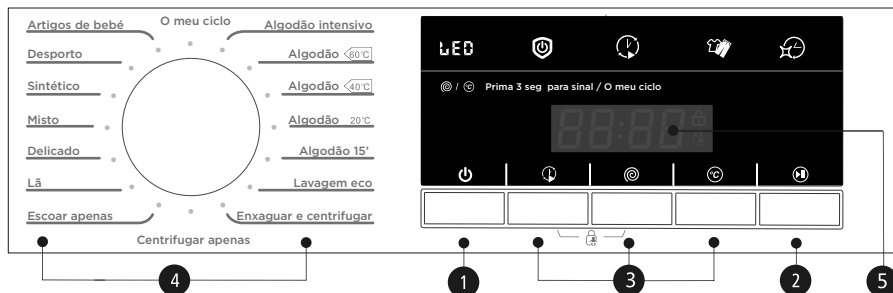 O meu ciclo
Artigos de bebé
Desporto
Sintético
Misto
Delicado
Lã
Escoar apenas
Algodão intensivo
Algodão 60°C
Algodão 40°C
Algodão 20°C
Algodão 15'
Lavagem eco
Enxaguar e centrifugar
Centrifugar apenas
LED
/ °C Prima 3 seg para sinal / O meu ciclo
88:80
°C
4
1
3
2
5